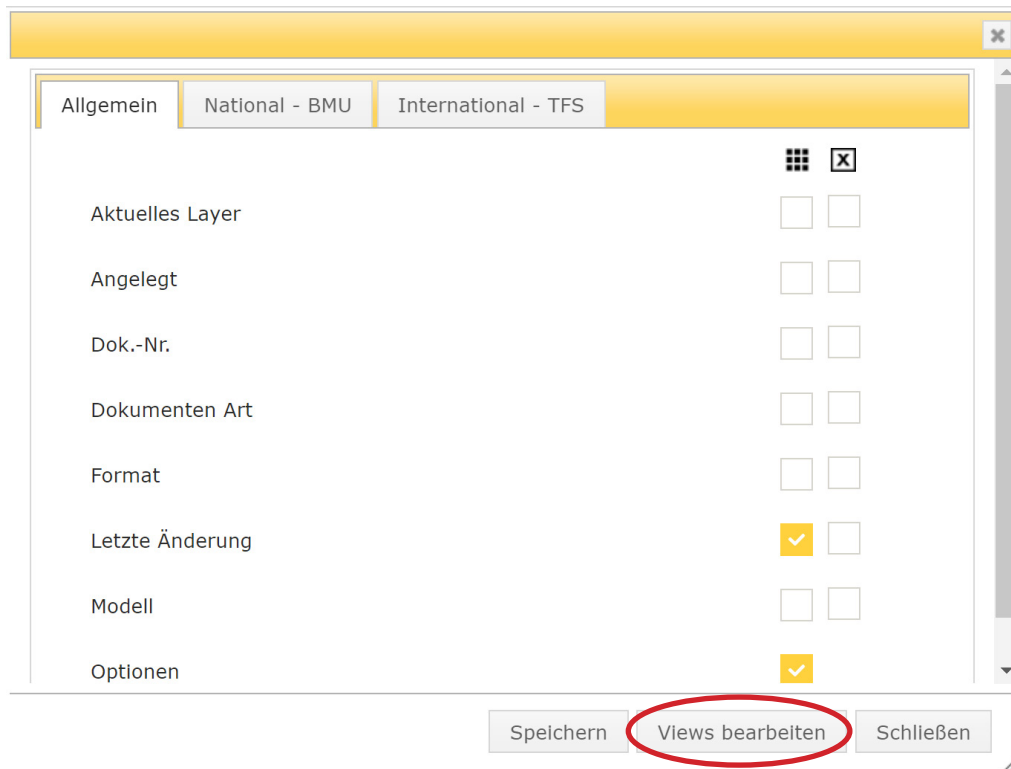 Allgemein National - BMU International - TFS
Aktuelles Layer
Angelegt
Dok.-Nr.
Dokumenten Art
Format
Letzte Änderung
Modell
Optionen
Speichern Views bearbeiten Schließen